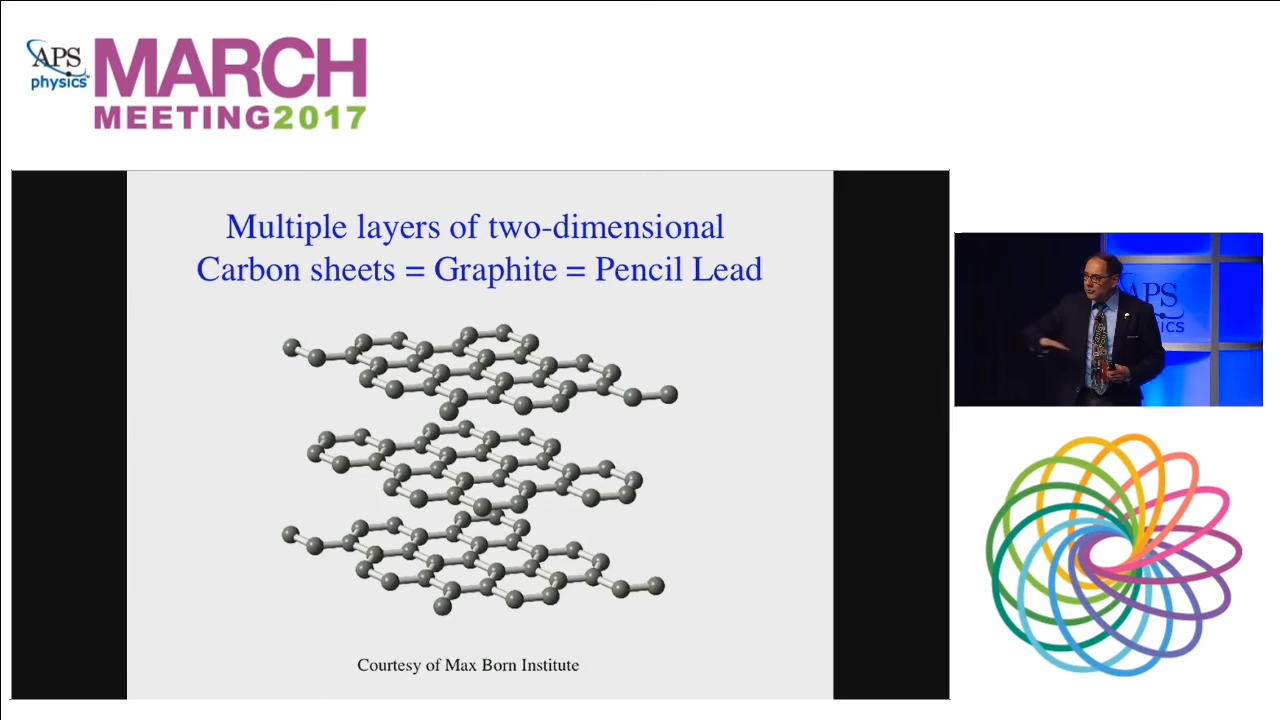 APS
physics
MARCH
MEETING2017
Multiple layers of two-dimensional
Carbon sheets = Graphite = Pencil Lead
Courtesy of Max Born Institute
APS